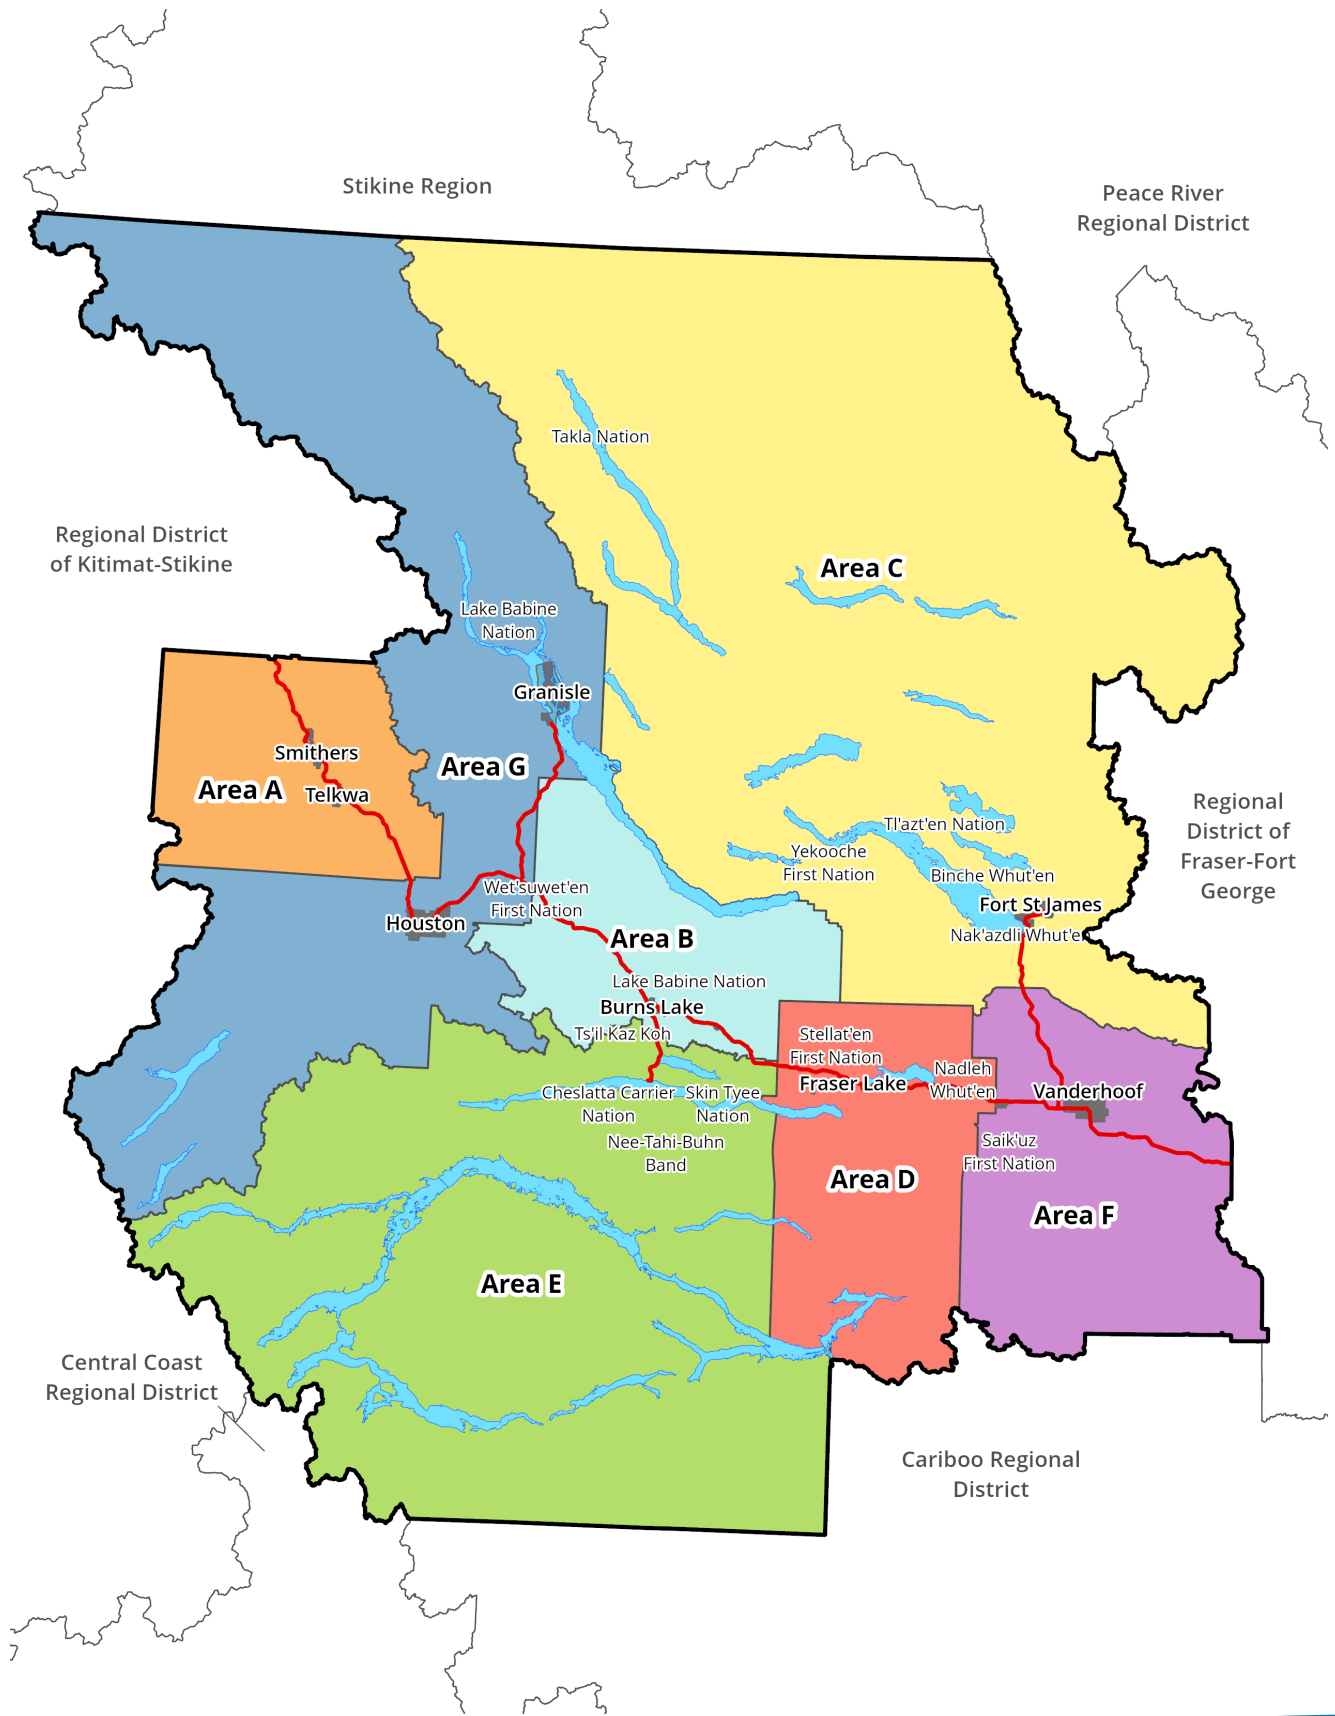 Stikine Region
Peace River
Regional District
Takla Nation
Regional District
of Kitimat-Stikine
Area C
Lake Babine
Nation
Granisle
Smithers
Area G
Area A
Telkwa
Regional
District of
Fraser-Fort
George
Tl'azt'en Nation
Yekooche
First Nation
Binche Whut'en
Wet'suwet'en
First Nation
Fort St James
Houston
Nak'azdli Whut'en
Area B
Lake Babine Nation
Burns Lake
Ts'il Kaz Koh
Stellat'en
First Nation
Nadleh
Whut'en
Fraser Lake
Vanderhoof
Cheslatta Carrier
Nation
Skin Tyee
Nation
Nee-Tahi-Buhn
Band
Saik'uz
First Nation
Area D
Area F
Area E
Central Coast
Regional District
Cariboo Regional
District